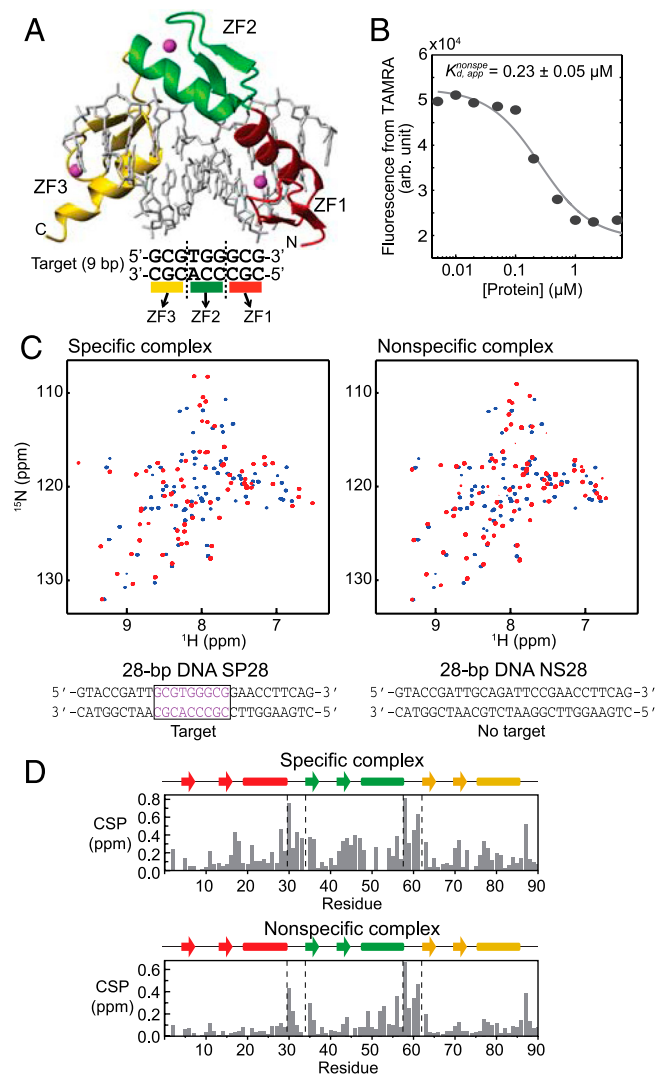 A
ZF2
ZF3
ZF1
C
N
Target (9 bp)
5’-GCGTGGGCG-3’
3’-CGCACCCGC-5’
ZF3
ZF2
ZF1
B
×10⁴
K_d, app^nonspe = 0.23 ± 0.05 μM
Fluorescence from TAMRA
(arb. unit)
6
5
4
3
2
0.01
0.1
1
[Protein] (μM)
C
Specific complex
Nonspecific complex
110
120
130
¹⁵N (ppm)
9
8
7
¹H (ppm)
110
120
130
9
8
7
¹H (ppm)
28-bp DNA SP28
5’-GTACCGATTGCGTGGGCGGAACCTTCAG-3’
3’-CATGGCTAACGCACCCGCCTTGGAAGTC-5’
Target
28-bp DNA NS28
5’-GTACCGATTGCAGATTCCGAACCTTCAG-3’
3’-CATGGCTAACGTCTAAGGCTTGGAAGTC-5’
No target
D
Specific complex
CSP
(ppm)
0.8
0.6
0.4
0.2
0.0
10 20 30 40 50 60 70 80 90
Residue
Nonspecific complex
CSP
(ppm)
0.6
0.4
0.2
0.0
0 10 20 30 40 50 60 70 80 90
Residue